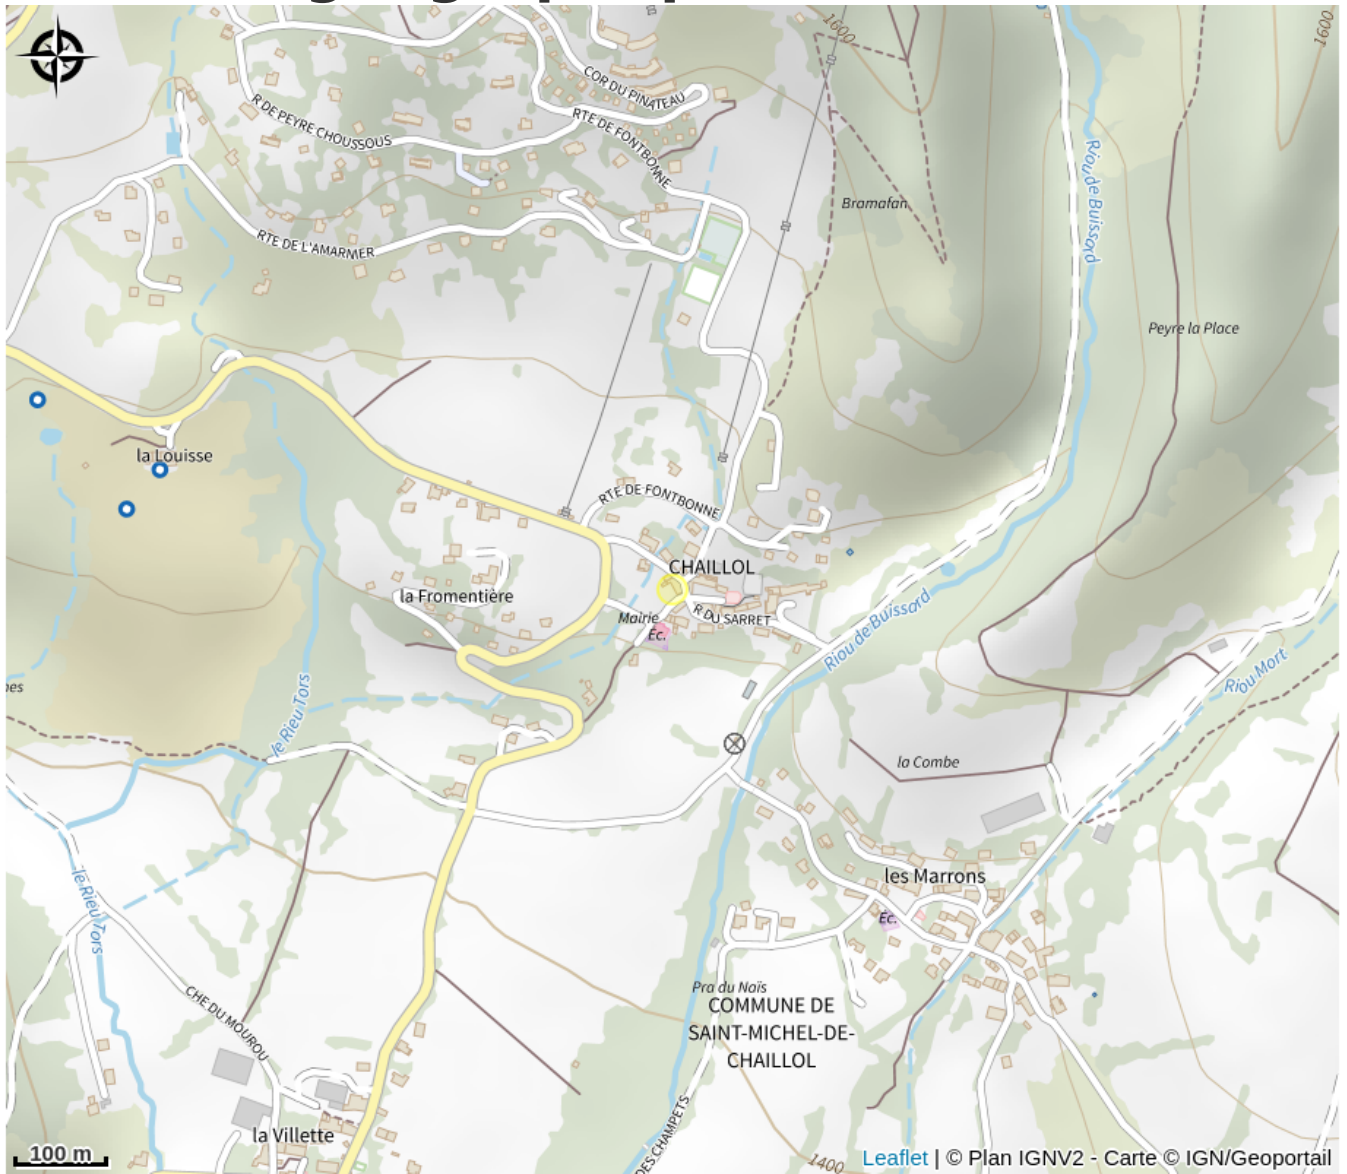 1600
1600
COR DU PINATEAU
R DE PEYRE CHOUSSOUS
RTE DE FONTBONNE
Riou de Buissard
Bramafan
RTE DE L'AMARMER
Peyre la Place
la Louisse
RTE DE FONTBONNE
CHAILLOL
la Fromentière
Mairie
Éc.
R DU SARRET
Riou de Buissard
Riou Mort
le Rieu Tors
la Combe
les Marrons
le Rieu Tors
Éc.
Pra du Naïs
COMMUNE DE
SAINT-MICHEL-DE-
CHAILLOL
CHE DU MOUROU
la Villette
DES CHAMPETS
1400
100 m
Leaflet | © Plan IGNV2 - Carte © IGN/Geoportail